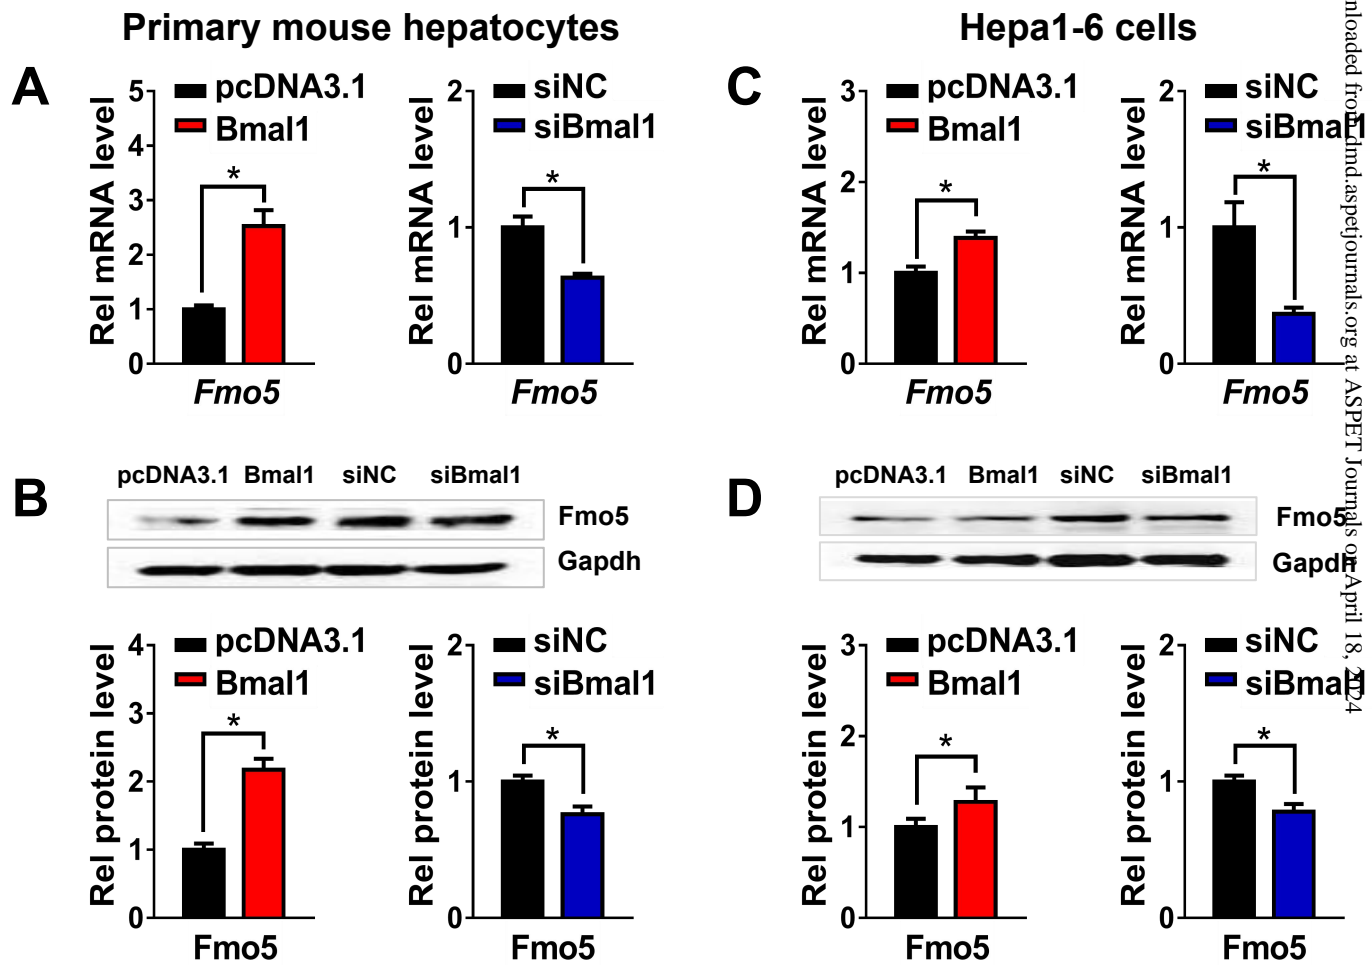 Primary mouse hepatocytes
Hepa1-6 cells
A
Rel mRNA level
5
4
3
2
1
0
pcDNA3.1
Bmal1
*
Fmo5
Rel mRNA level
2
1
0
siNC
siBmal1
*
Fmo5
C
Rel mRNA level
3
2
1
0
pcDNA3.1
Bmal1
*
Fmo5
Rel mRNA level
2
1
0
siNC
siBmal1
*
Fmo5
B
pcDNA3.1 Bmal1 siNC siBmal1
Fmo5
Gapdh
Rel protein level
4
3
2
1
0
pcDNA3.1
Bmal1
*
Fmo5
Rel protein level
2
1
0
siNC
siBmal1
*
Fmo5
D
pcDNA3.1 Bmal1 siNC siBmal1
Fmo5
Gapdh
Rel protein level
3
2
1
0
pcDNA3.1
Bmal1
*
Fmo5
Rel protein level
2
1
0
siNC
siBmal1
*
Fmo5
nloaded from dmd.aspetjournals.org at ASPET Journals on April 18, 2024